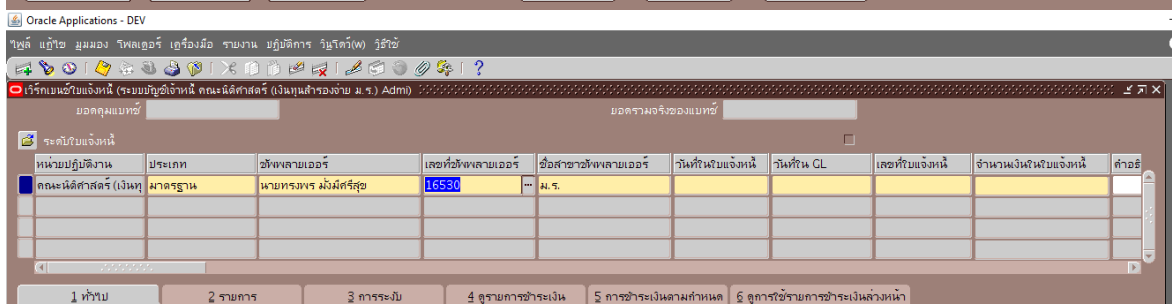 Oracle Applications - DEV
ไฟล์ แก้ไข มุมมอง โฟลเดอร์ เครื่องมือ รายงาน ปฏิบัติการ วินโดว์(W) วิธีใช้
เวิร์กเบนช์ใบแจ้งหนี้ (ระบบบัญชีเจ้าหนี้ คณะนิติศาสตร์ (เงินทุนสำรองจ่าย ม.ร.) Admi)
ยอดคุมแบทช์ ยอดรวมจริงของแบทช์
ระดับใบแจ้งหนี้
หน่วยปฏิบัติงาน ประเภท ซัพพลายเออร์ เลขที่ซัพพลายเออร์ ชื่อสาขาซัพพลายเออร์ วันที่ในใบแจ้งหนี้ วันที่ใน GL เลขที่ใบแจ้งหนี้ จำนวนเงินในใบแจ้งหนี้ คำอธิ
คณะนิติศาสตร์ (เงินทุ มาตรฐาน นายทรงพร มั่งมีศรีสุข 16530 ม.ร.
1 ทั่วไป 2 รายการ 3 การระงับ 4 ดูรายการชำระเงิน 5 การชำระเงินตามกำหนด 6 ดูการใช้รายการชำระเงินล่วงหน้า